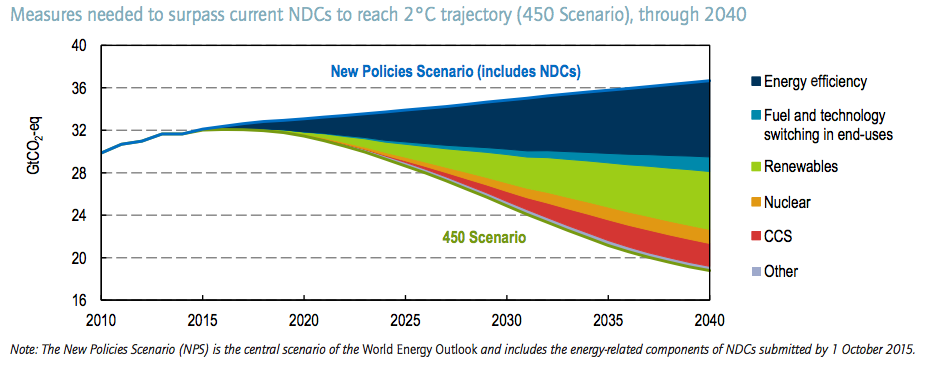 Measures needed to surpass current NDCs to reach 2°C trajectory (450 Scenario), through 2040
40
36
32
28
24
20
16
GtCO2-eq
New Policies Scenario (includes NDCs)
450 Scenario
2010 2015 2020 2025 2030 2035 2040
Energy efficiency
Fuel and technology
switching in end-uses
Renewables
Nuclear
CCS
Other
Note: The New Policies Scenario (NPS) is the central scenario of the World Energy Outlook and includes the energy-related components of NDCs submitted by 1 October 2015.